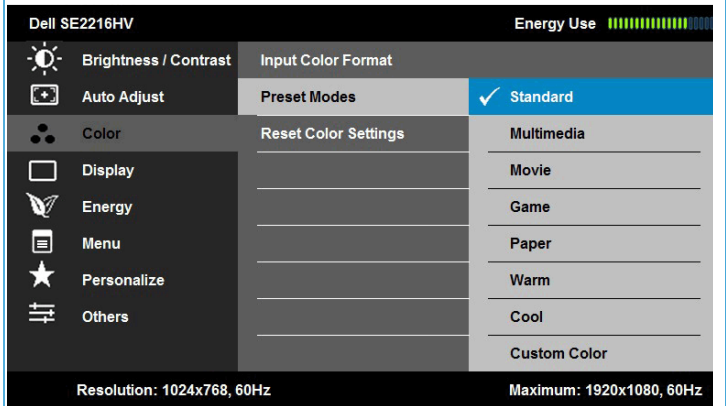 Dell SE2216HV Energy Use
Brightness / Contrast Input Color Format
Auto Adjust Preset Modes Standard
Color Reset Color Settings Multimedia
Display Movie
Energy Game
Menu Paper
Personalize Warm
Others Cool
Custom Color
Resolution: 1024x768, 60Hz Maximum: 1920x1080, 60Hz